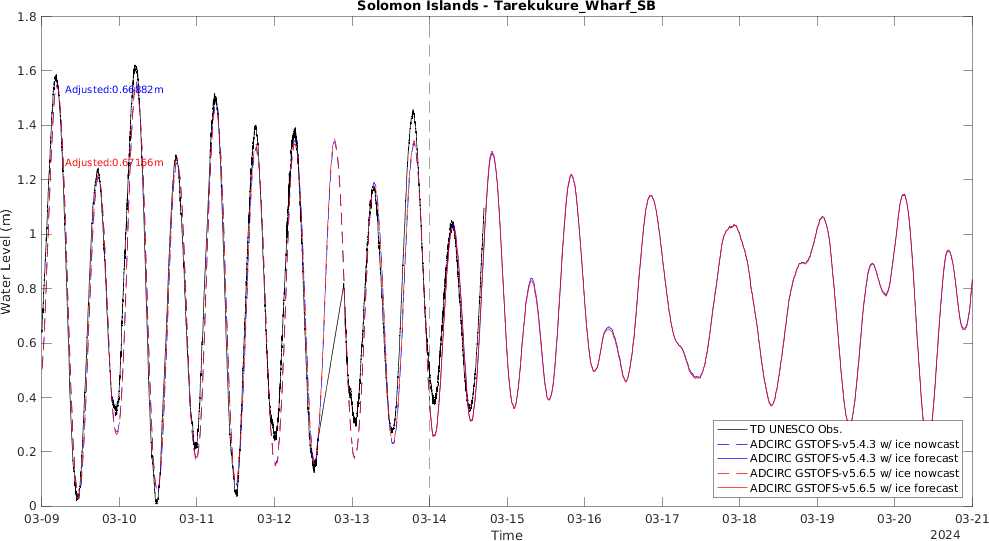 Solomon Islands - Tarekukure_Wharf_SB
Water Level (m)
1.8
1.6
1.4
1.2
1
0.8
0.6
0.4
0.2
0
Adjusted:0.66882m
Adjusted:0.67156m
TD UNESCO Obs.
ADCIRC GSTOFS-v5.4.3 w/ ice nowcast
ADCIRC GSTOFS-v5.4.3 w/ ice forecast
ADCIRC GSTOFS-v5.6.5 w/ ice nowcast
ADCIRC GSTOFS-v5.6.5 w/ ice forecast
03-09 03-10 03-11 03-12 03-13 03-14 03-15 03-16 03-17 03-18 03-19 03-20 03-21
Time
2024